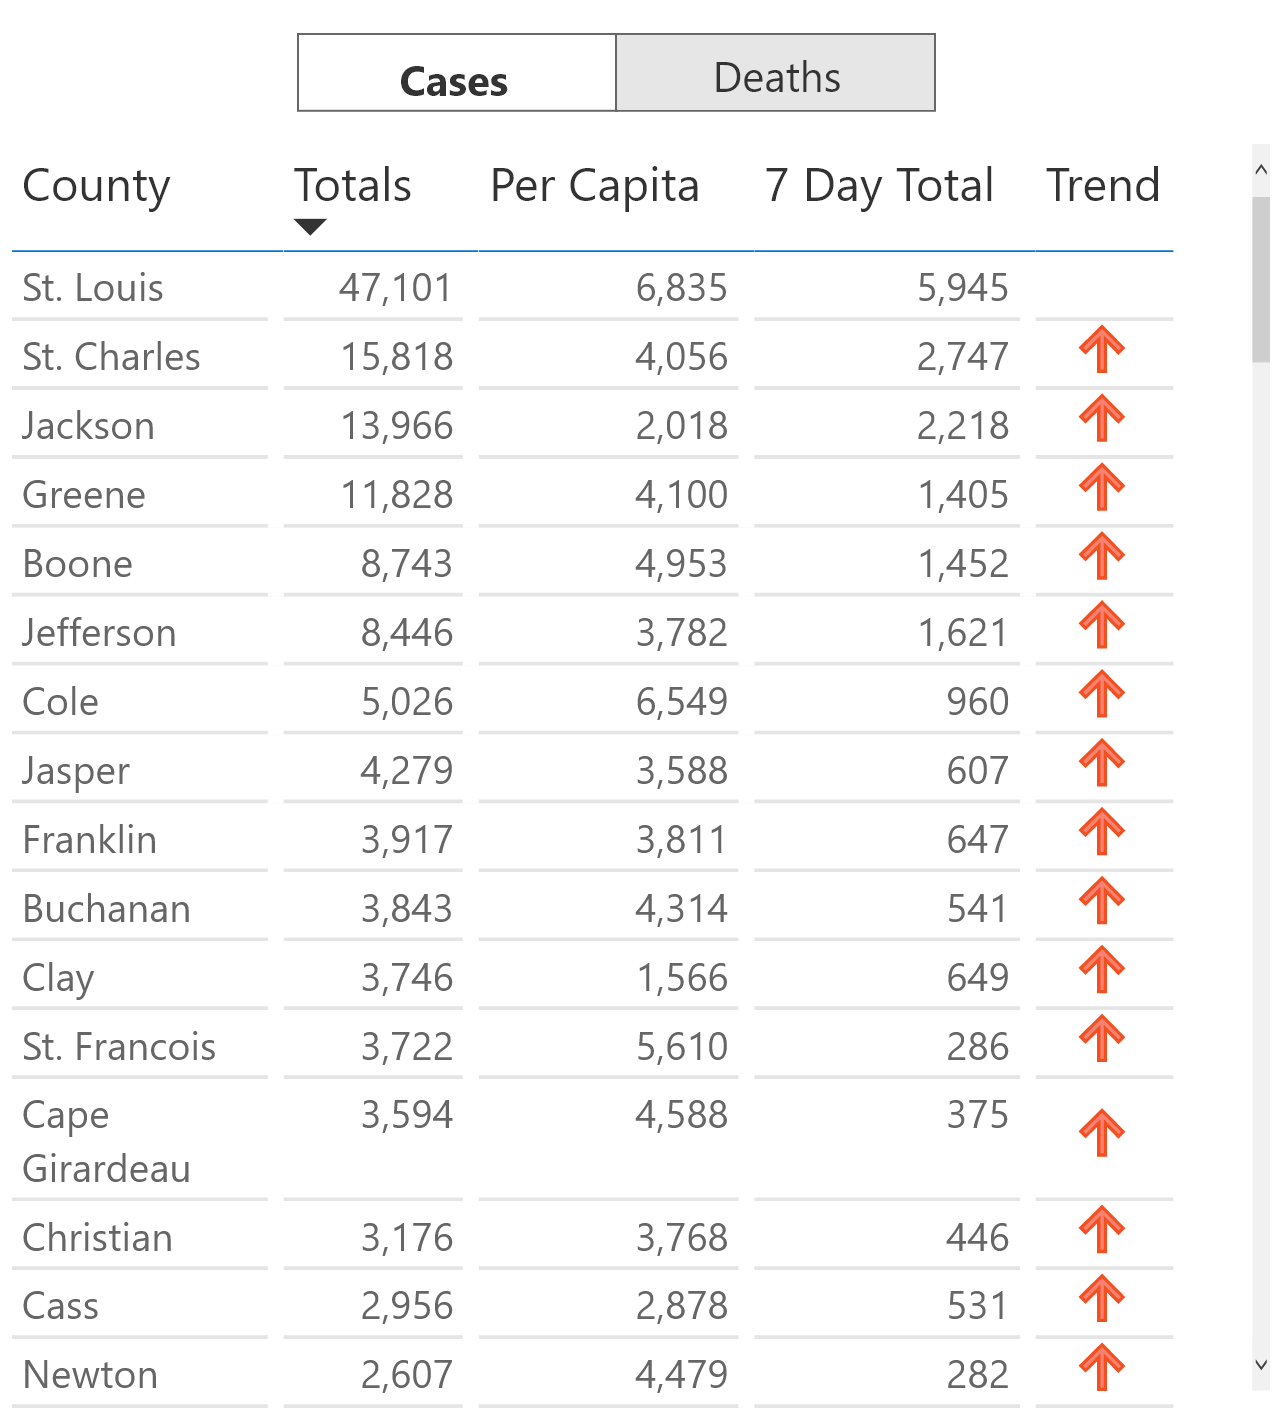 Cases Deaths
County Totals Per Capita 7 Day Total Trend
St. Louis 47,101 6,835 5,945
St. Charles 15,818 4,056 2,747
Jackson 13,966 2,018 2,218
Greene 11,828 4,100 1,405
Boone 8,743 4,953 1,452
Jefferson 8,446 3,782 1,621
Cole 5,026 6,549 960
Jasper 4,279 3,588 607
Franklin 3,917 3,811 647
Buchanan 3,843 4,314 541
Clay 3,746 1,566 649
St. Francois 3,722 5,610 286
Cape 3,594 4,588 375
Girardeau
Christian 3,176 3,768 446
Cass 2,956 2,878 531
Newton 2,607 4,479 282